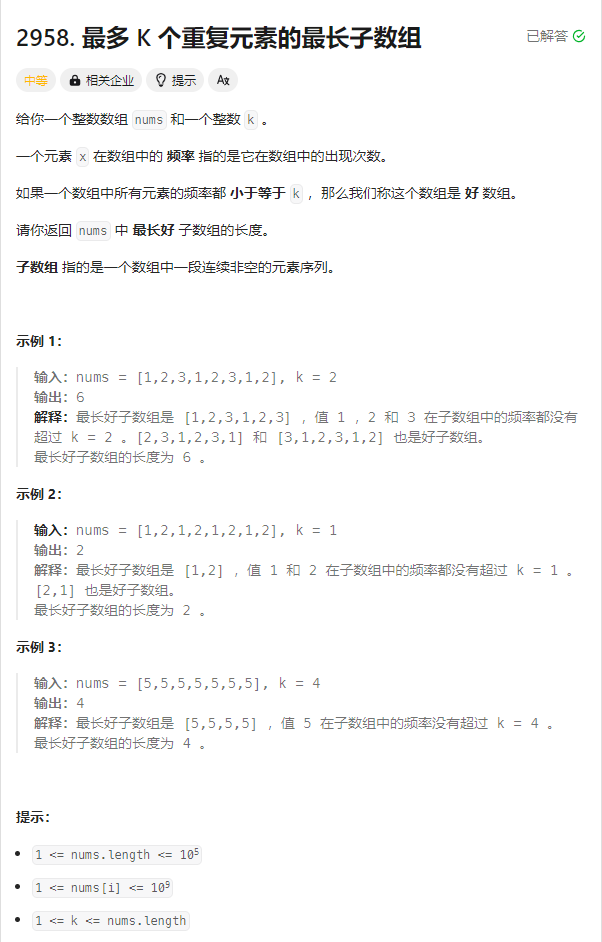 2958. 最多 K 个重复元素的最长子数组
已解答
中等 相关企业 提示
给你一个整数数组 nums 和一个整数 k 。
一个元素 x 在数组中的 频率 指的是它在数组中的出现次数。
如果一个数组中所有元素的频率都 小于等于 k ，那么我们称这个数组是 好 数组。
请你返回 nums 中 最长好 子数组的长度。
子数组 指的是一个数组中一段连续非空的元素序列。
示例 1：
输入：nums = [1,2,3,1,2,3,1,2], k = 2
输出：6
解释：最长好子数组是 [1,2,3,1,2,3] ，值 1 ，2 和 3 在子数组中的频率都没有
超过 k = 2 。[2,3,1,2,3,1] 和 [3,1,2,3,1,2] 也是好子数组。
最长好子数组的长度为 6 。
示例 2：
输入：nums = [1,2,1,2,1,2,1,2], k = 1
输出：2
解释：最长好子数组是 [1,2] ，值 1 和 2 在子数组中的频率都没有超过 k = 1 。
[2,1] 也是好子数组。
最长好子数组的长度为 2 。
示例 3：
输入：nums = [5,5,5,5,5,5,5], k = 4
输出：4
解释：最长好子数组是 [5,5,5,5] ，值 5 在子数组中的频率没有超过 k = 4 。
最长好子数组的长度为 4 。
提示：
1 <= nums.length <= 10⁵
1 <= nums[i] <= 10⁹
1 <= k <= nums.length